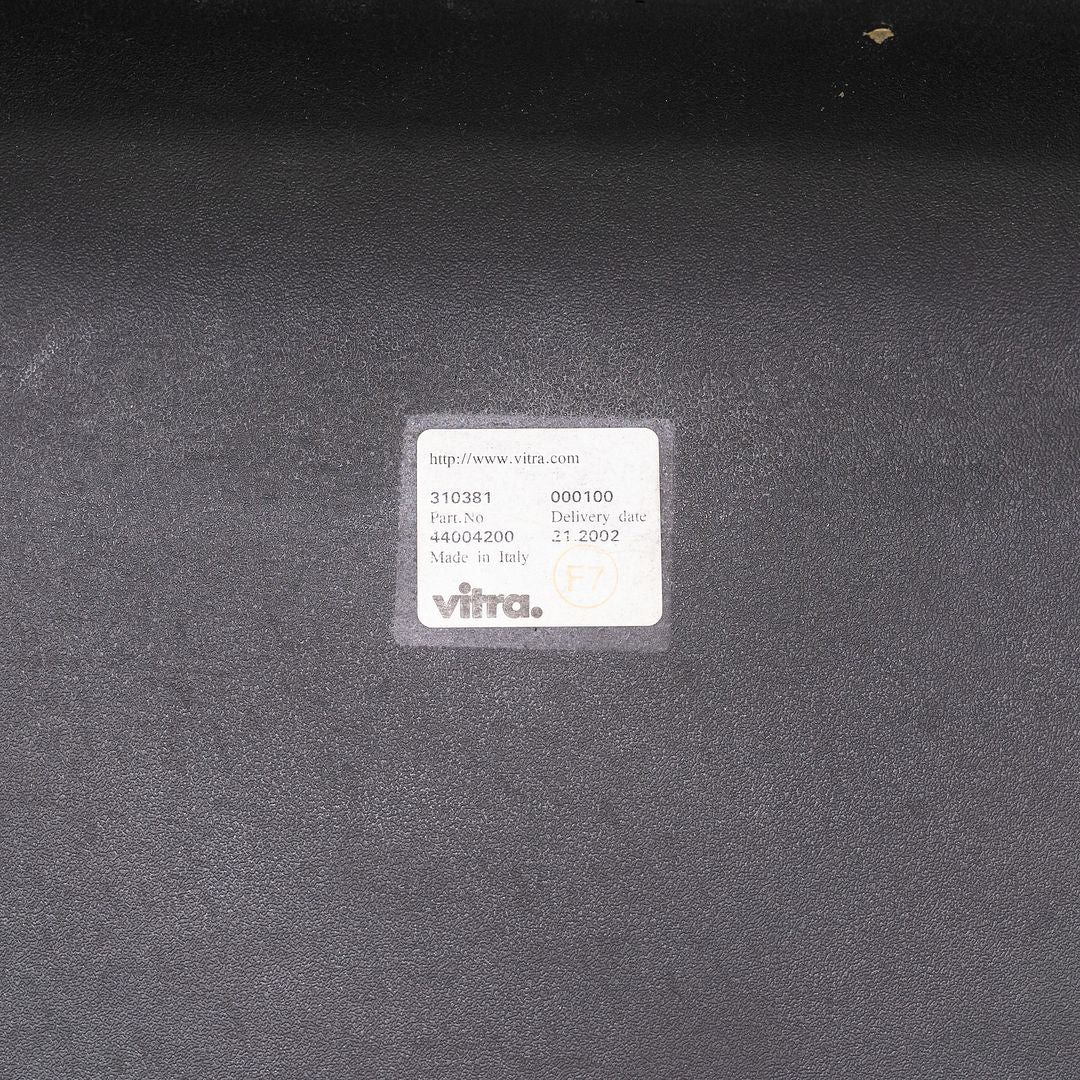 http://www.vitra.com
310381 000100
Part.No Delivery date
44004200 21.2002
Made in Italy
F7
vitra.